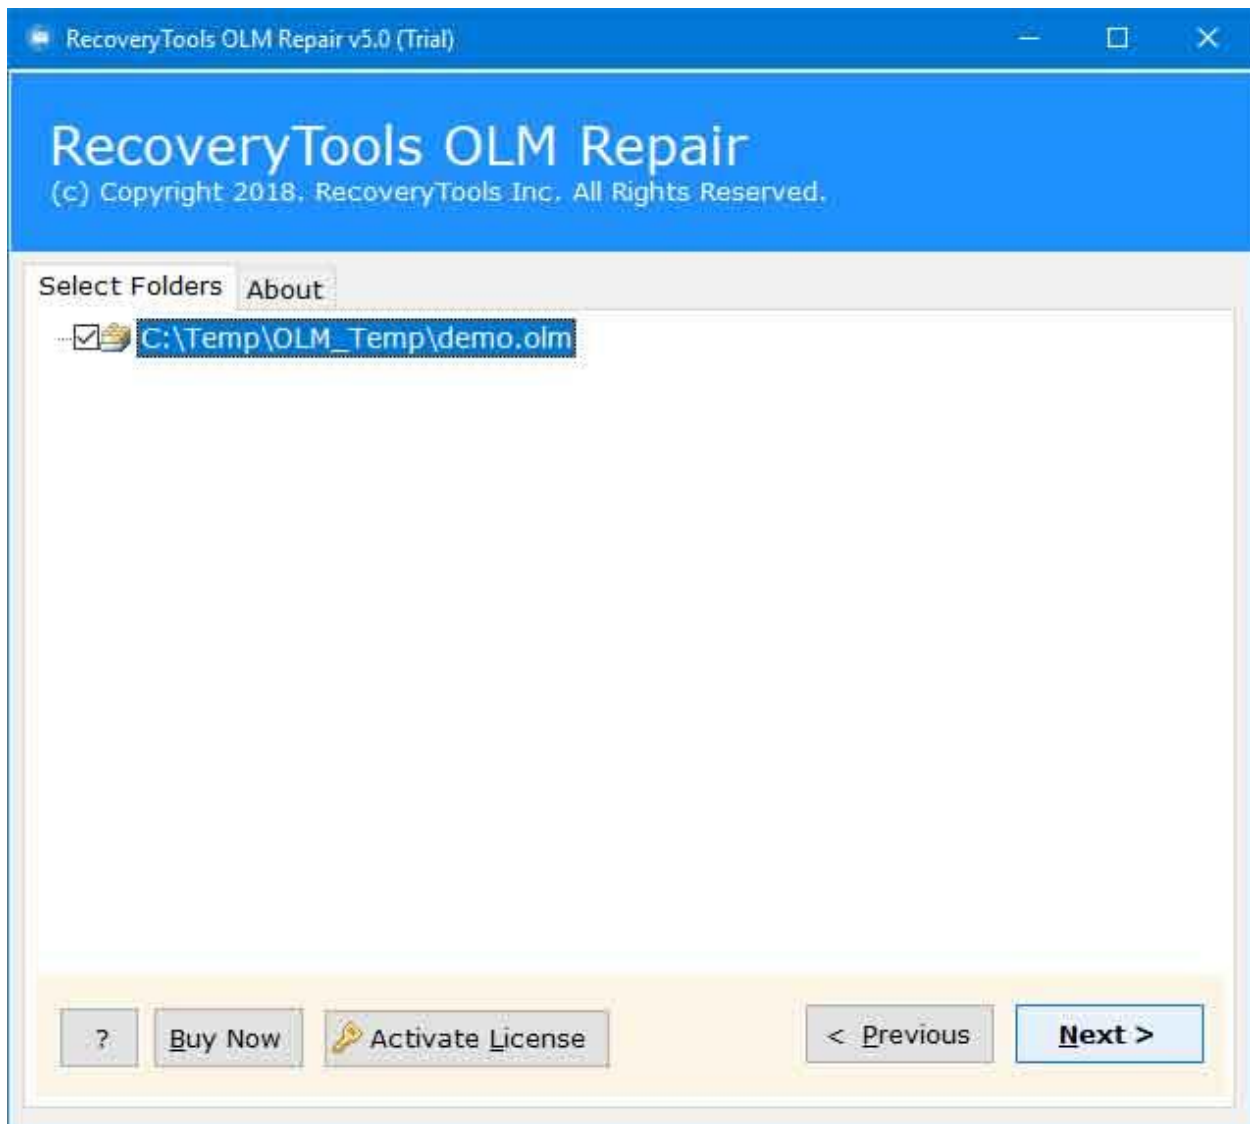 RecoveryTools OLM Repair v5.0 (Trial)
RecoveryTools OLM Repair
(c) Copyright 2018. RecoveryTools Inc. All Rights Reserved.
Select Folders About
C:\Temp\OLM_Temp\demo.olm
? Buy Now Activate License < Previous Next >